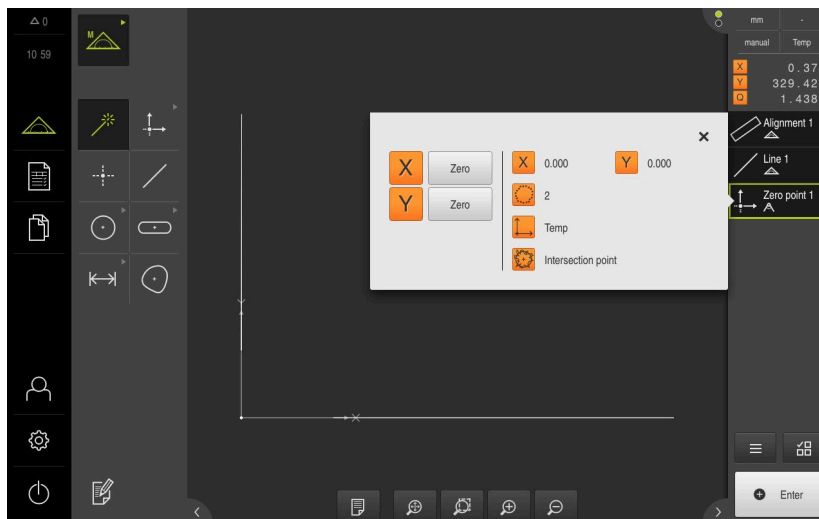 0
10 59
M
mm -
manual Temp
X 0.37
Y 329.42
Q 1.438
Alignment 1
Line 1
Zero point 1
X Zero
Y Zero
X 0.000 Y 0.000
2
Temp
Intersection point
Y
X
Enter